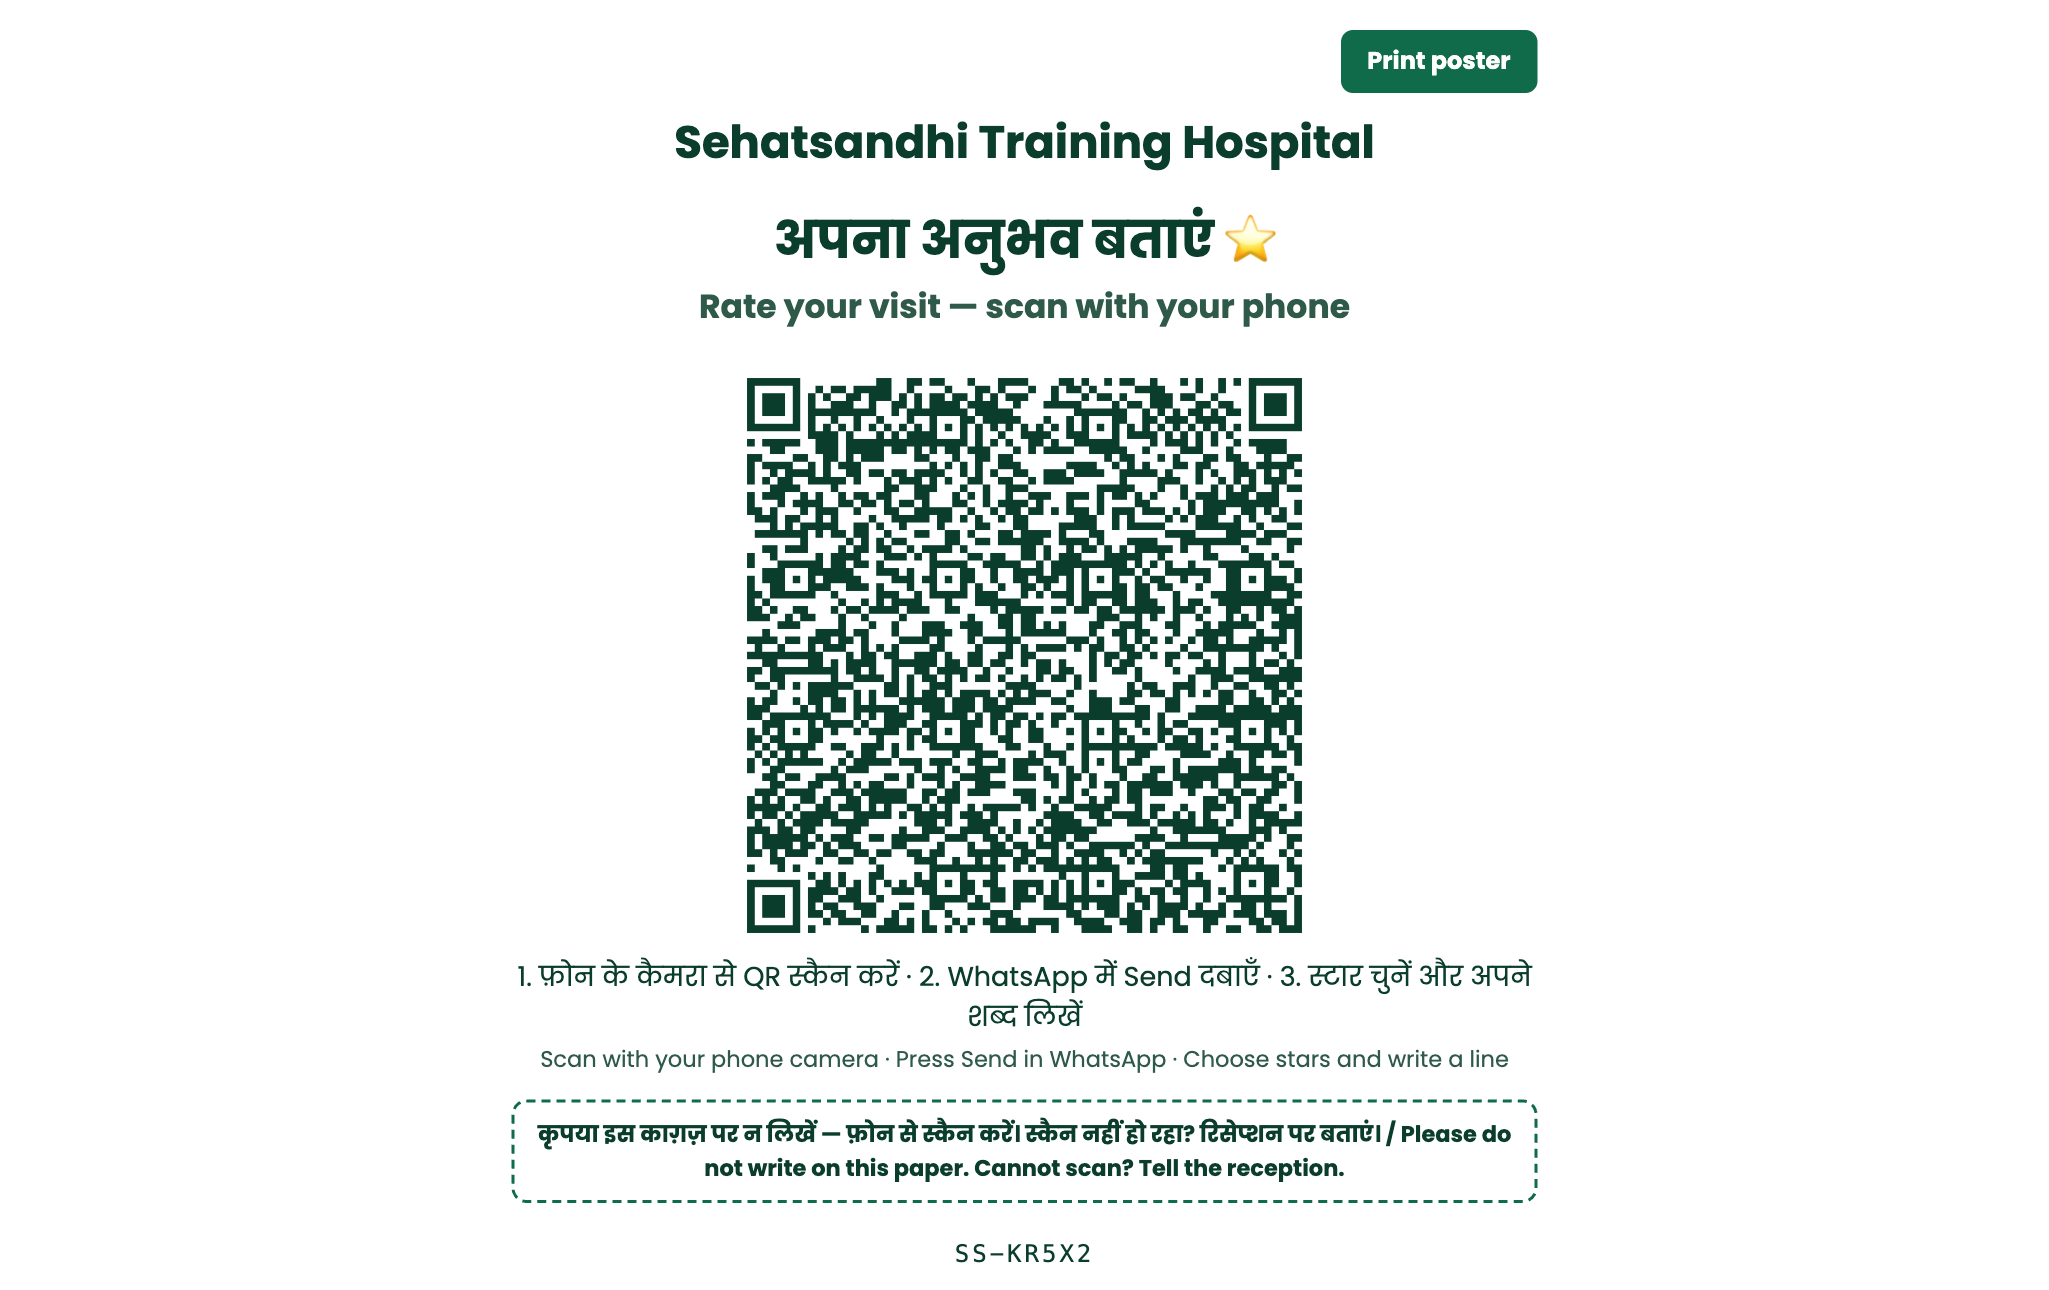 Print poster
Sehatsandhi Training Hospital
अपना अनुभव बताएं ⭐
Rate your visit — scan with your phone
1. फ़ोन के कैमरा से QR स्कैन करें · 2. WhatsApp में Send दबाएँ · 3. स्टार चुनें और अपने
शब्द लिखें
Scan with your phone camera · Press Send in WhatsApp · Choose stars and write a line
कृपया इस काग़ज़ पर न लिखें — फ़ोन से स्कैन करें। स्कैन नहीं हो रहा? रिसेप्शन पर बताएं। / Please do
not write on this paper. Cannot scan? Tell the reception.
SS-KR5X2